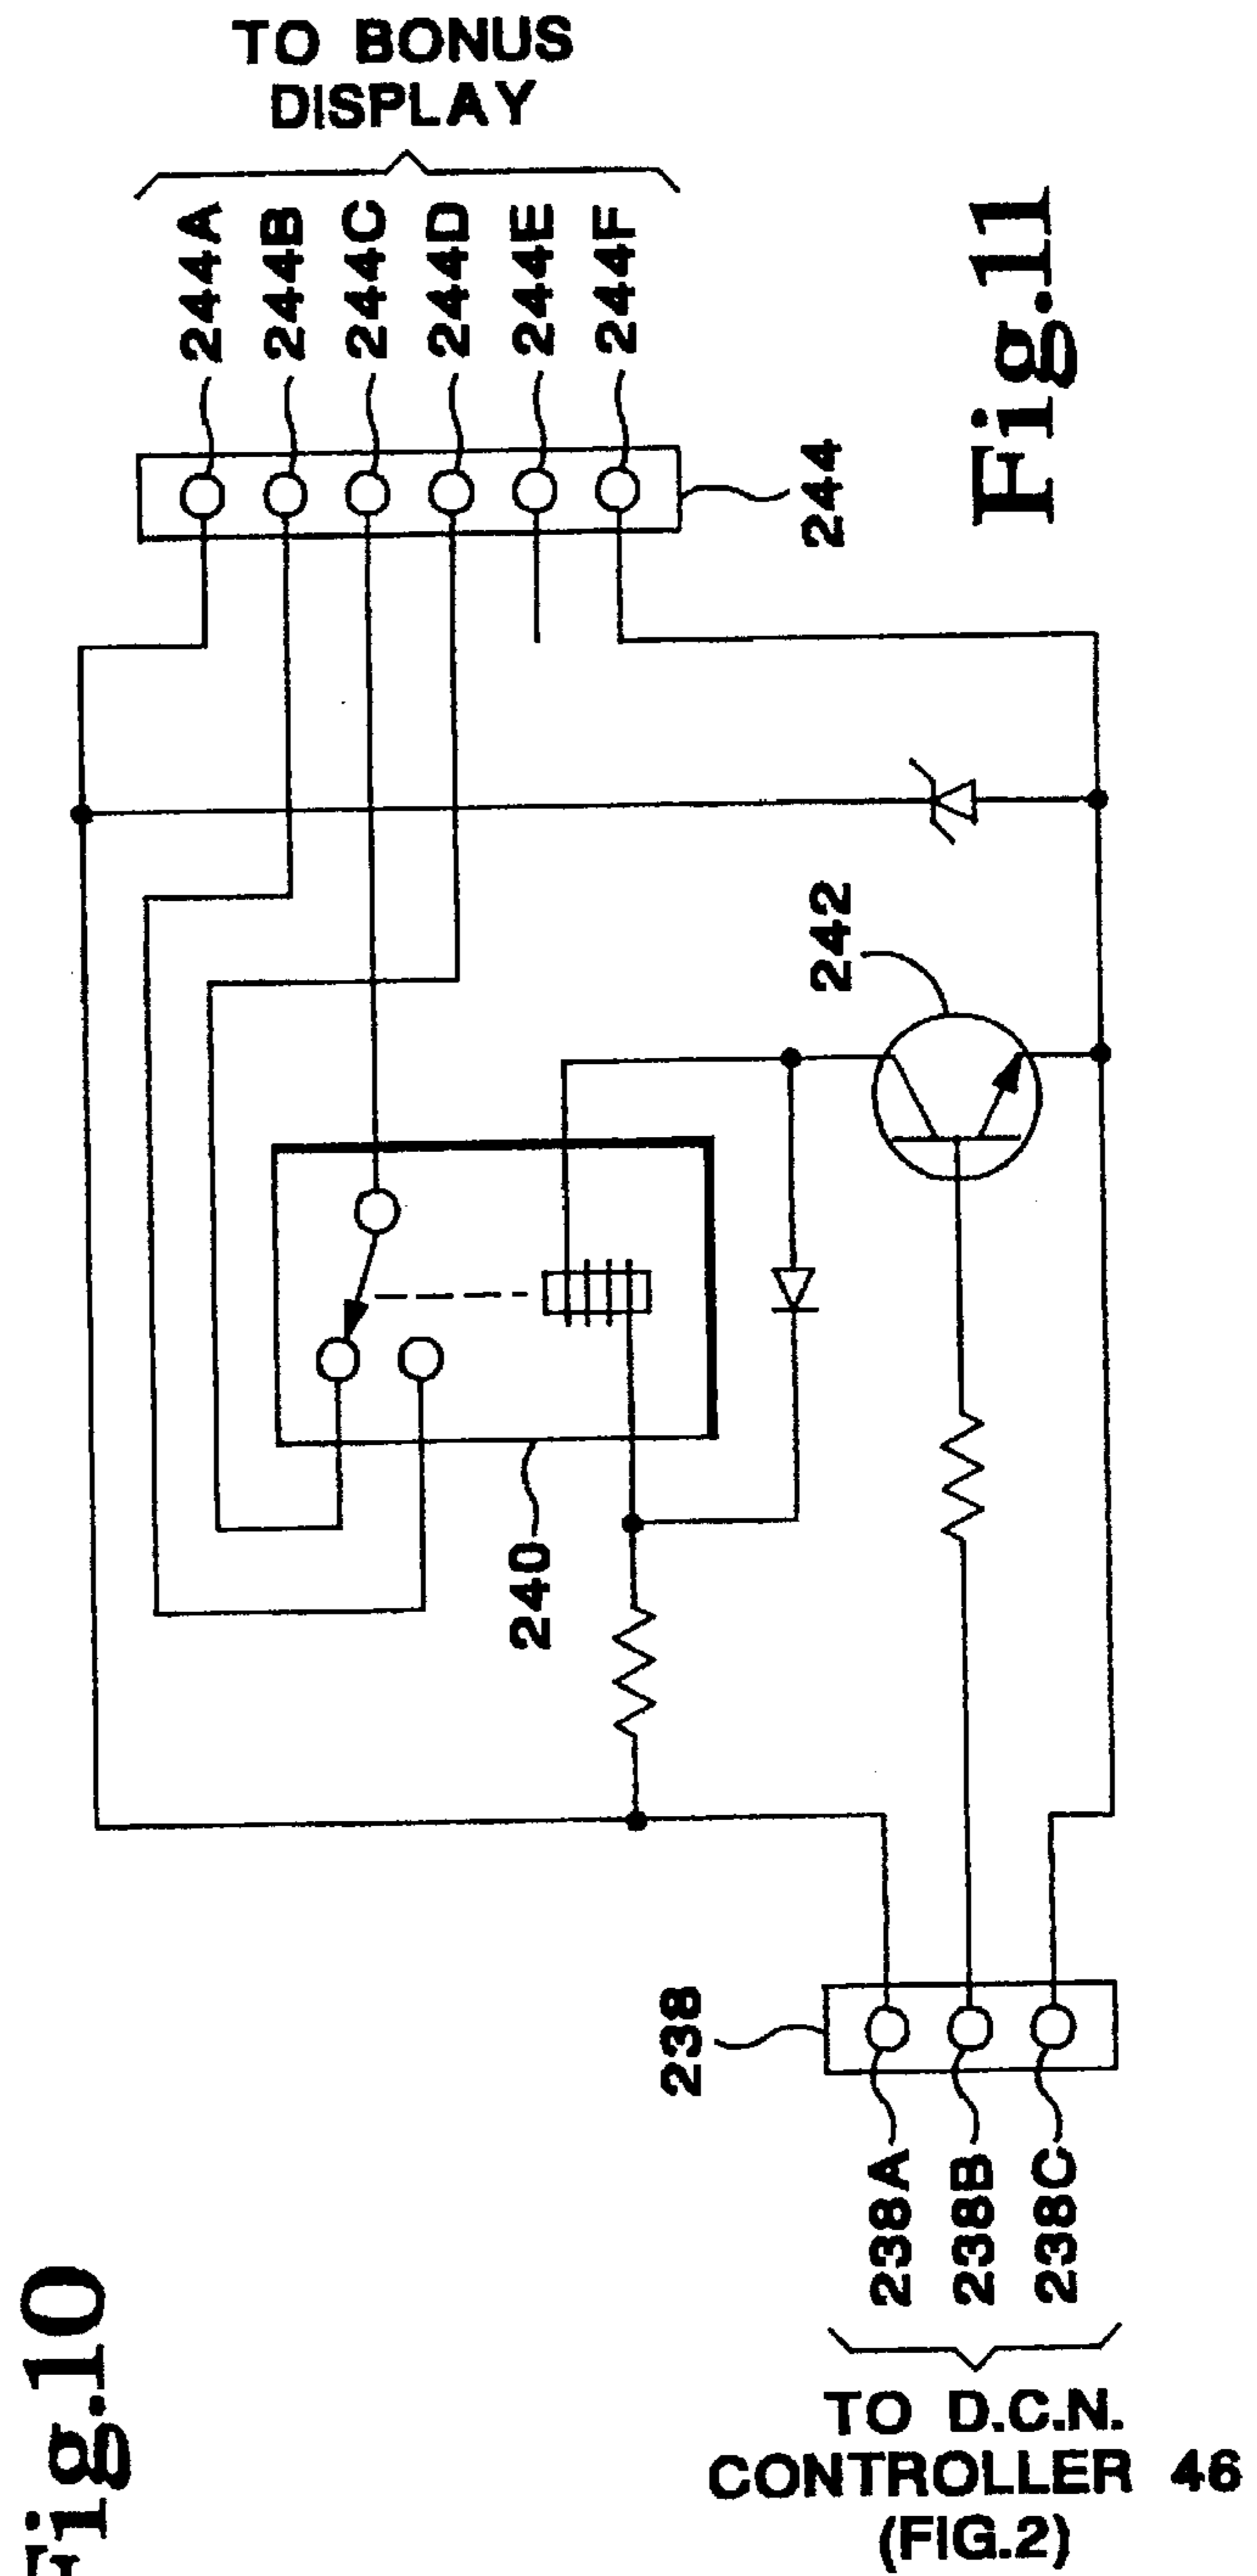 TO BONUS
DISPLAY
244A
244B
244C
244D
244E
244F
244
Fig.11
242
240
238
238A
238B
238C
TO D.C.N.
CONTROLLER 46
(FIG.2)
Fig.10